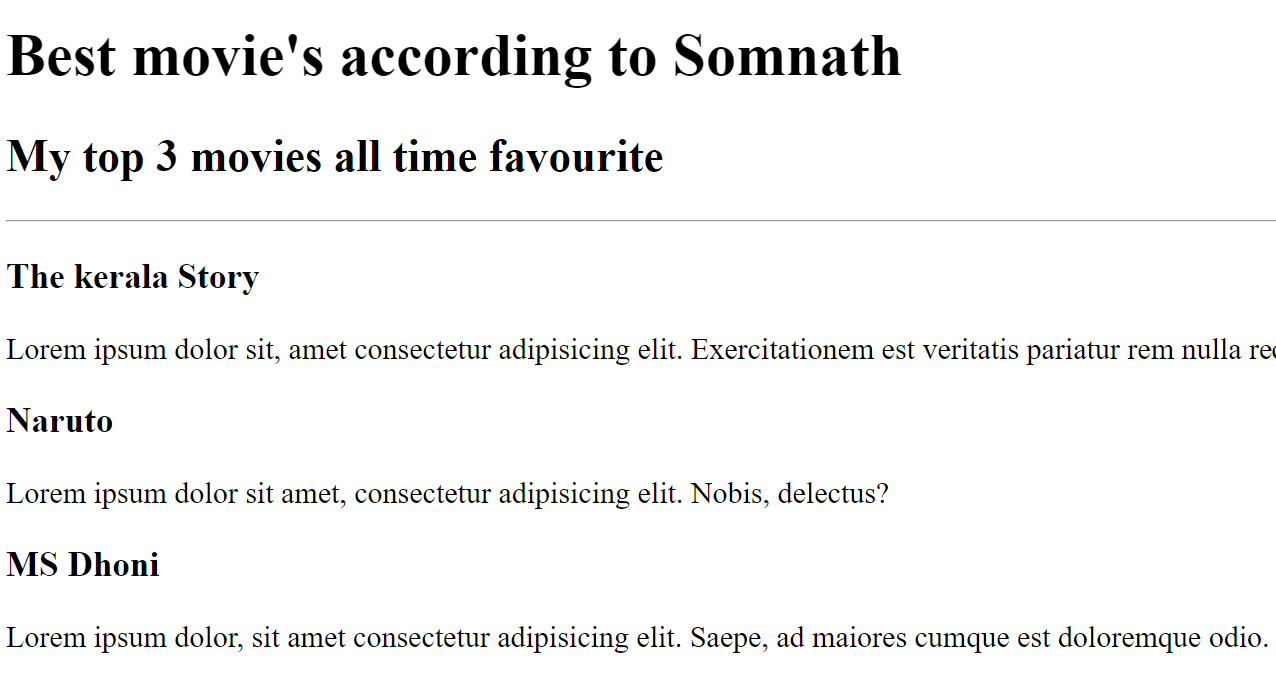 Best movie's according to Somnath
My top 3 movies all time favourite
The kerala Story
Lorem ipsum dolor sit, amet consectetur adipisicing elit. Exercitationem est veritatis pariatur rem nulla
Naruto
Lorem ipsum dolor sit amet, consectetur adipisicing elit. Nobis, delectus?
MS Dhoni
Lorem ipsum dolor, sit amet consectetur adipisicing elit. Saepe, ad maiores cumque est doloremque odio.